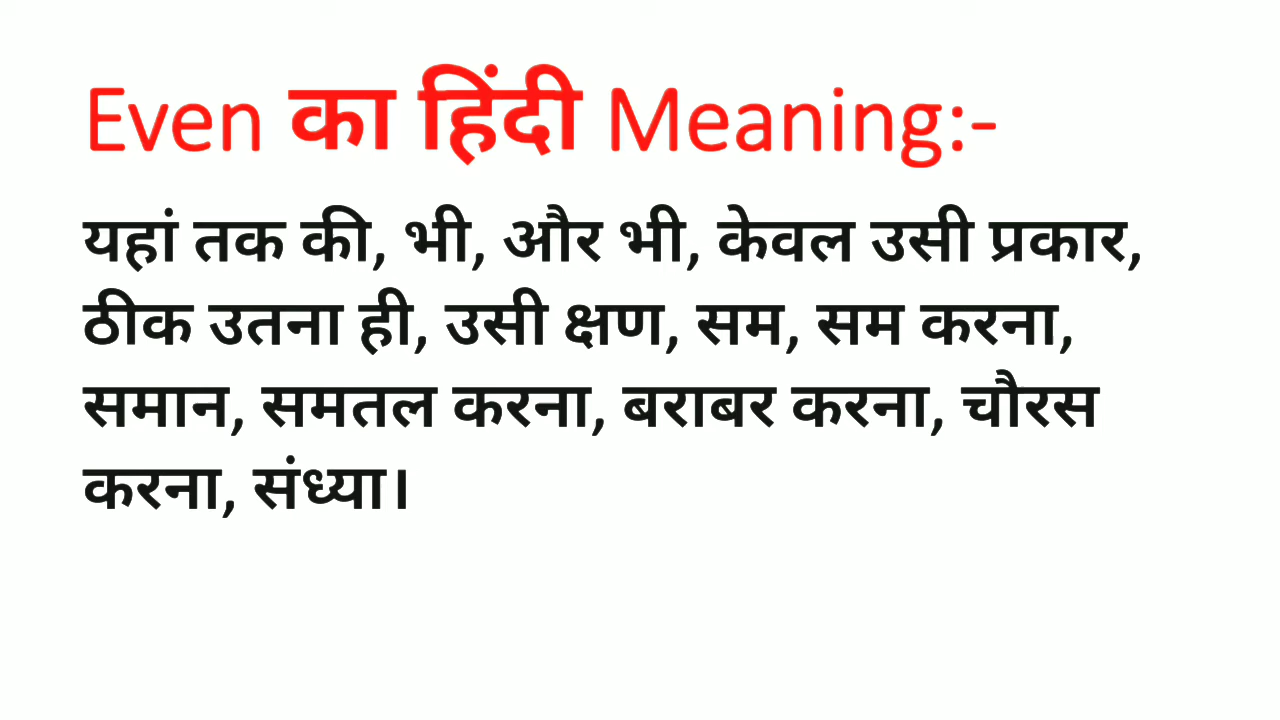 Even का हिंदी Meaning:-
यहां तक की, भी, और भी, केवल उसी प्रकार,
ठीक उतना ही, उसी क्षण, सम, सम करना,
समान, समतल करना, बराबर करना, चौरस
करना, संध्या।